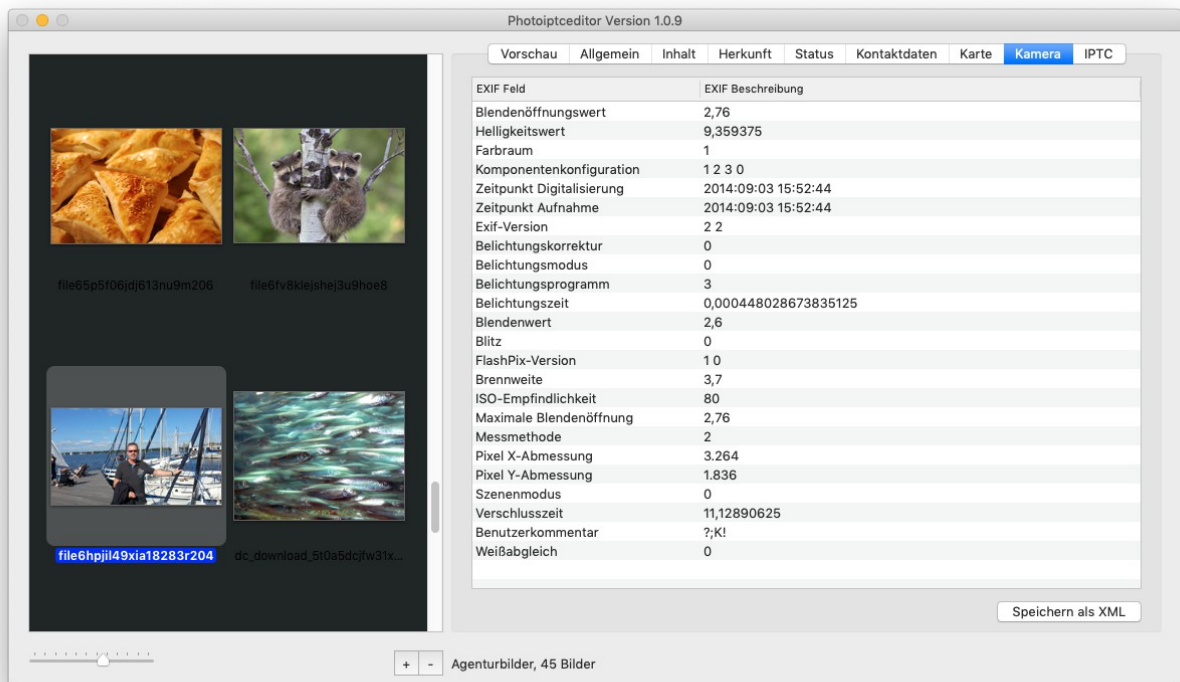 Photoiptceditor Version 1.0.9
Vorschau Allgemein Inhalt Herkunft Status Kontaktdaten Karte Kamera IPTC
EXIF Feld EXIF Beschreibung
Blendenöffnungswert 2,76
Helligkeitswert 9,359375
Farbraum 1
Komponentenkonfiguration 1 2 3 0
Zeitpunkt Digitalisierung 2014:09:03 15:52:44
Zeitpunkt Aufnahme 2014:09:03 15:52:44
Exif-Version 2 2
Belichtungskorrektur 0
Belichtungsmodus 0
Belichtungsprogramm 3
Belichtungszeit 0,000448028673835125
Blendenwert 2,6
Blitz 0
FlashPix-Version 1 0
Brennweite 3,7
ISO-Empfindlichkeit 80
Maximale Blendenöffnung 2,76
Messmethode 2
Pixel X-Abmessung 3.264
Pixel Y-Abmessung 1.836
Szenenmodus 0
Verschlusszeit 11,12890625
Benutzerkommentar ?;K!
Weißabgleich 0
Speichern als XML
file65p5f06jdj613nu9m206 file6fv8klejshej3u9hoe8
file6hpjil49xia18283r204 dc_download_5t0a5dcjfw31x...
+ - Agenturbilder, 45 Bilder